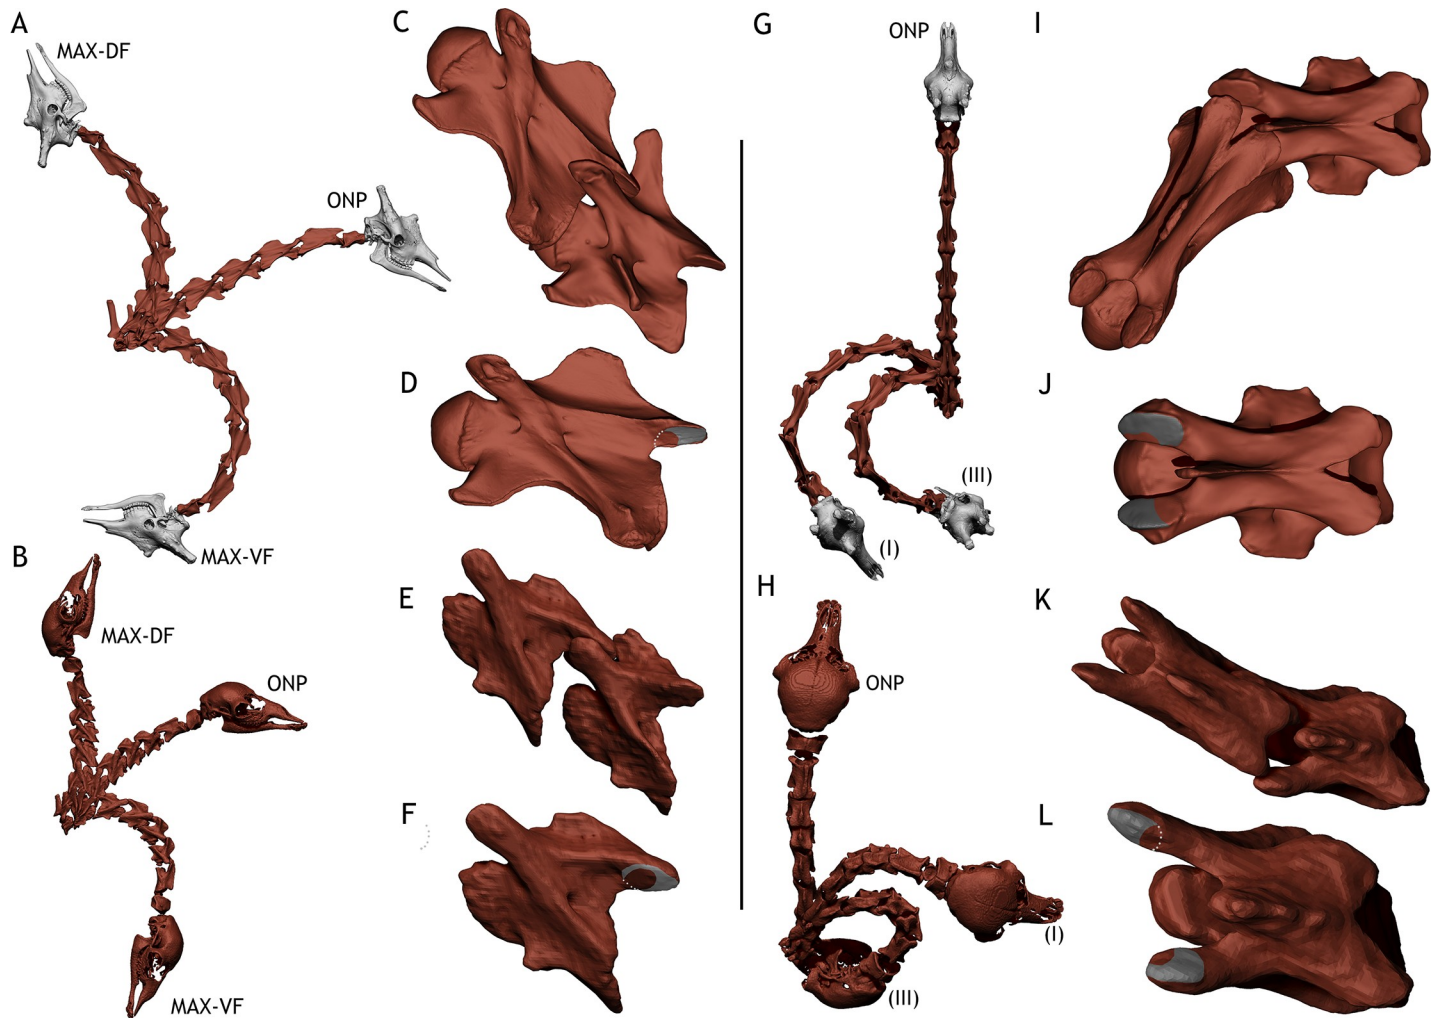 A
MAX-DF
ONP
MAX-VF
B
MAX-DF
ONP
MAX-VF
C
D
E
F
G
ONP
(III)
(I)
H
ONP
(I)
(III)
I
J
K
L